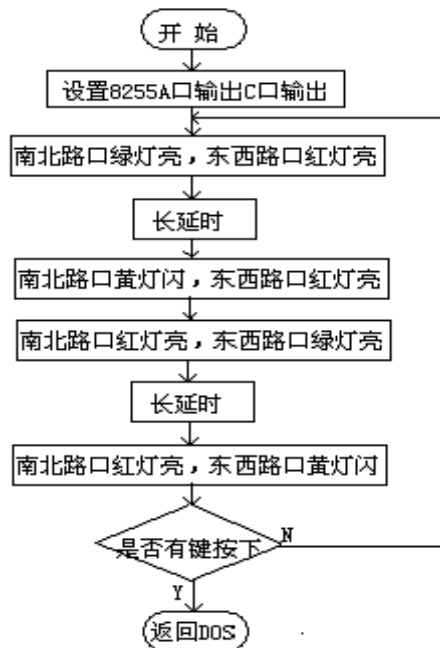 开 始
设置8255A口输出C口输出
南北路口绿灯亮，东西路口红灯亮
长延时
南北路口黄灯闪，东西路口红灯亮
南北路口红灯亮，东西路口绿灯亮
长延时
南北路口红灯亮，东西路口黄灯闪
是否有键按下
N
Y
返回DOS